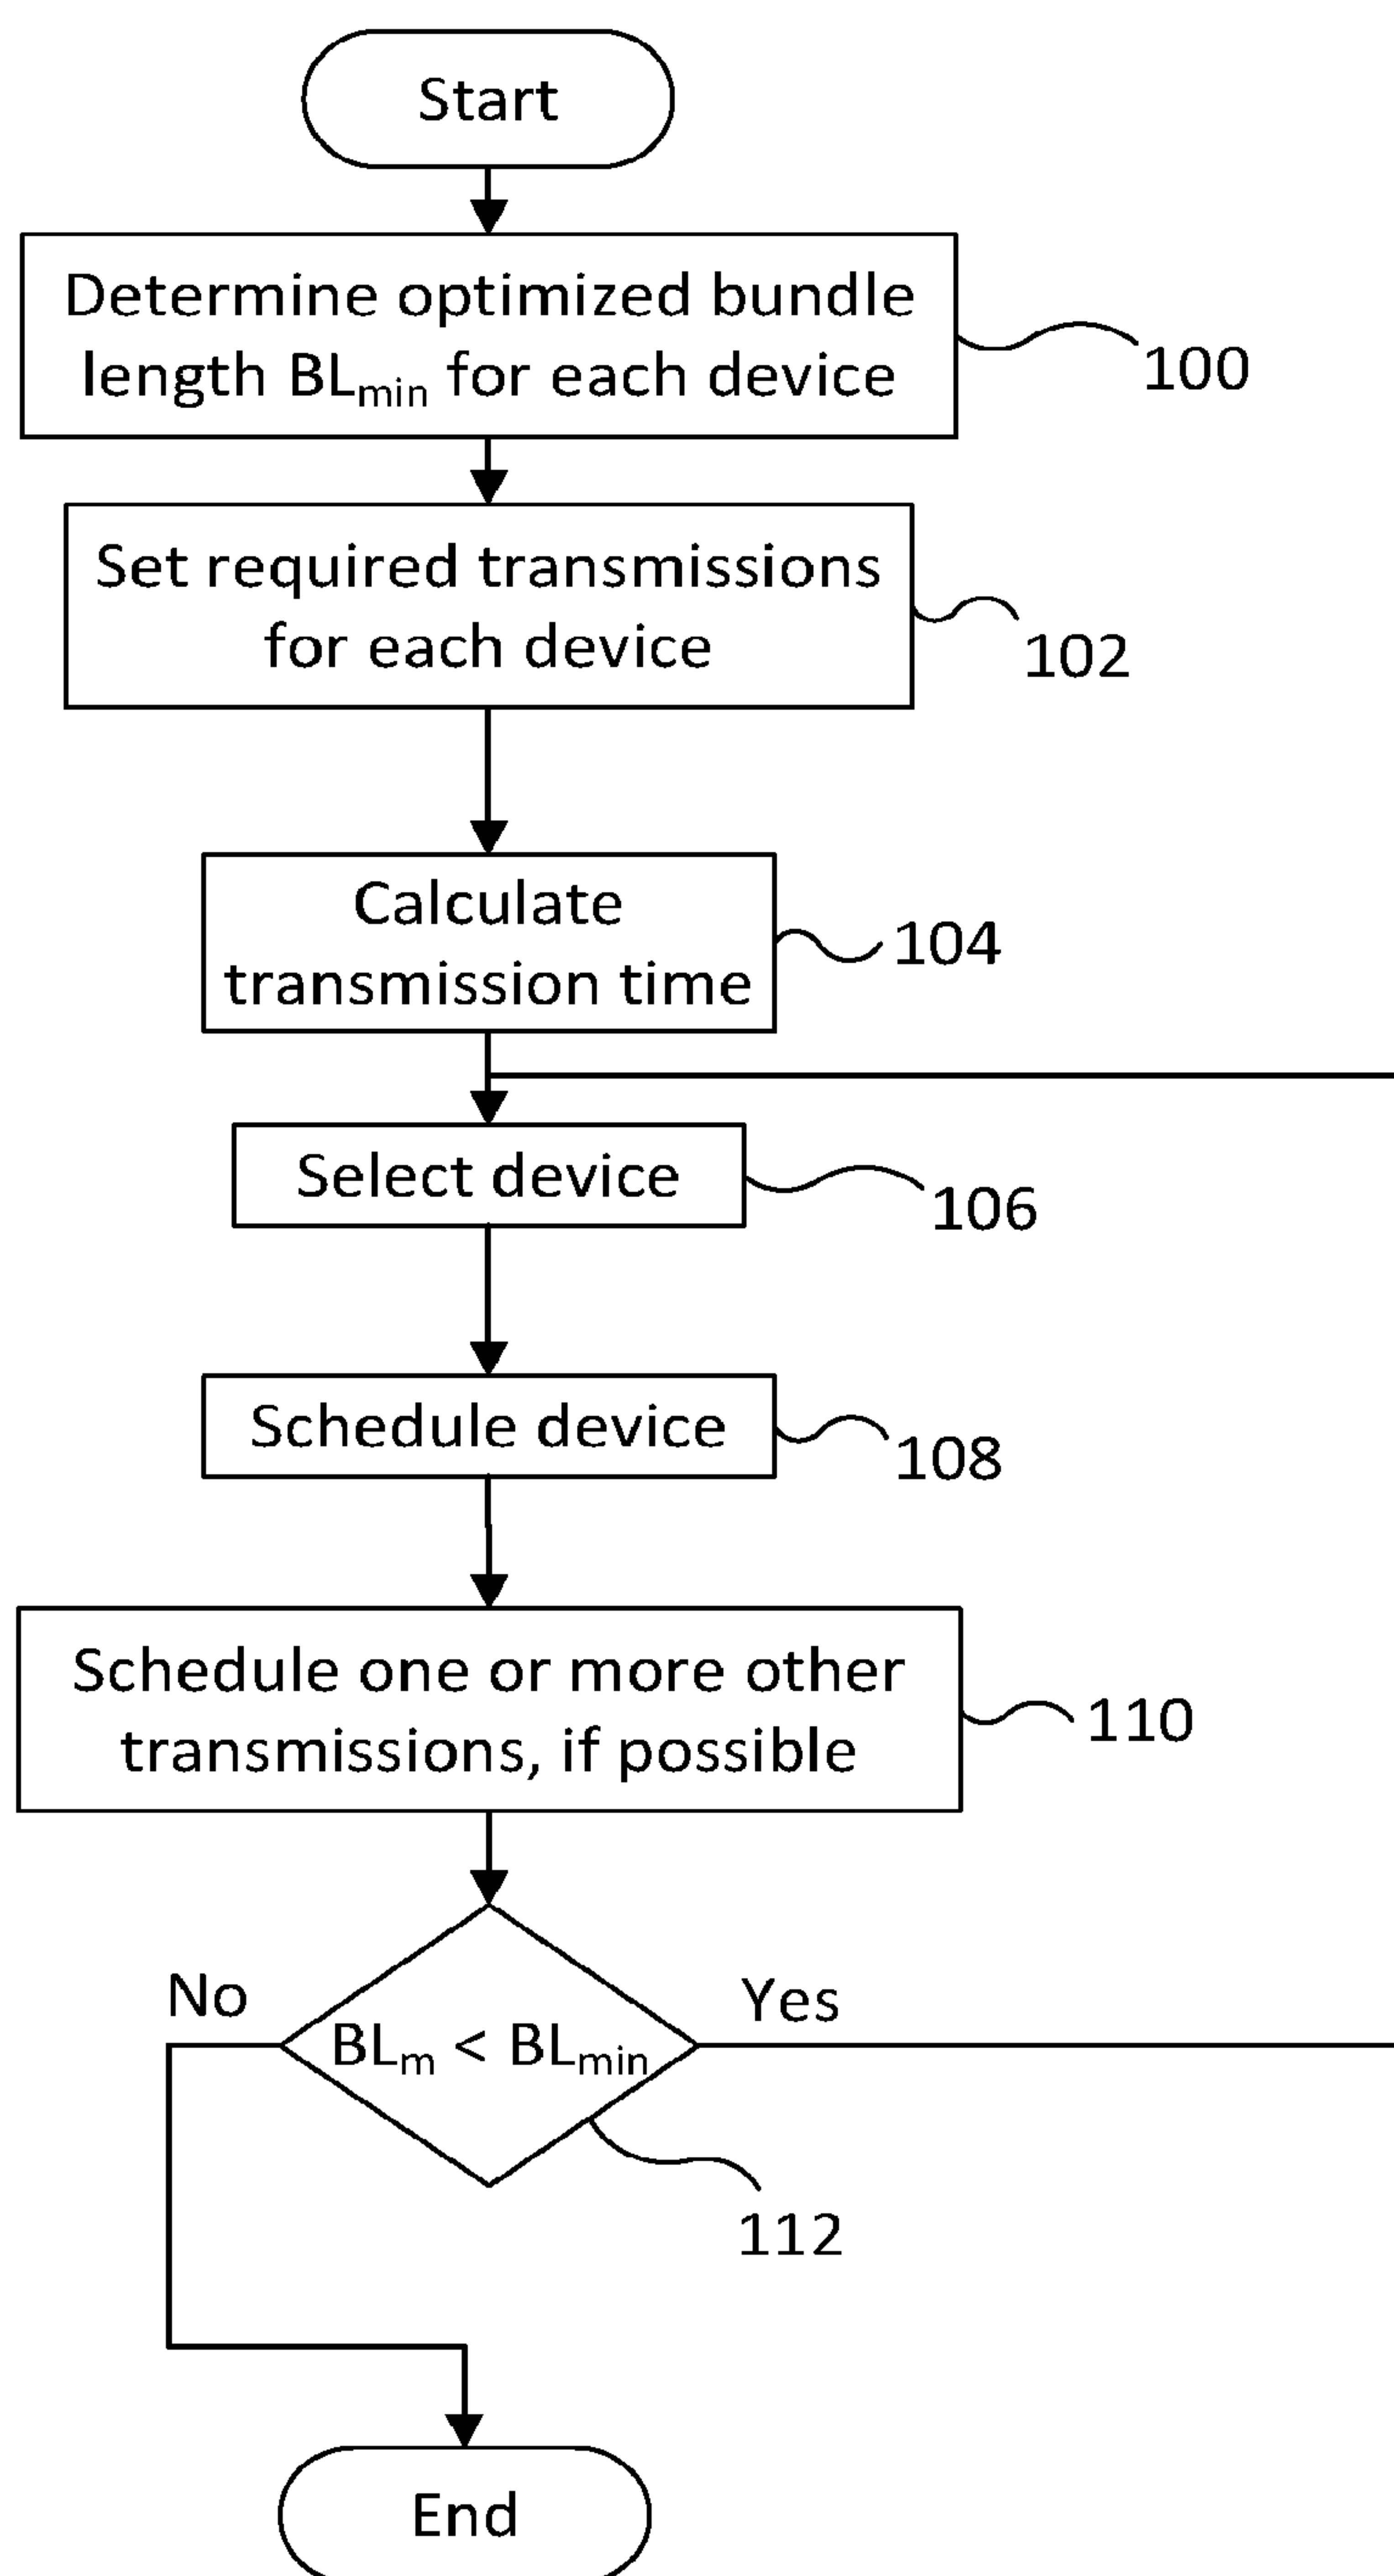 Start
Determine optimized bundle
length BLmin for each device
100
Set required transmissions
for each device
102
Calculate
transmission time
104
Select device
106
Schedule device
108
Schedule one or more other
transmissions, if possible
110
No
Yes
BLm < BLmin
112
End